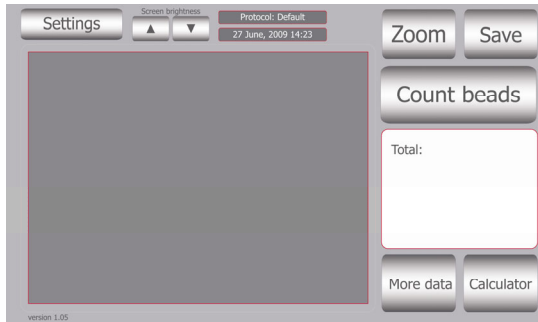 Settings
Screen brightness
▲ ▼
Protocol: Default
27 June, 2009 14:23
Zoom
Save
Count beads
Total:
More data
Calculator
version 1.05